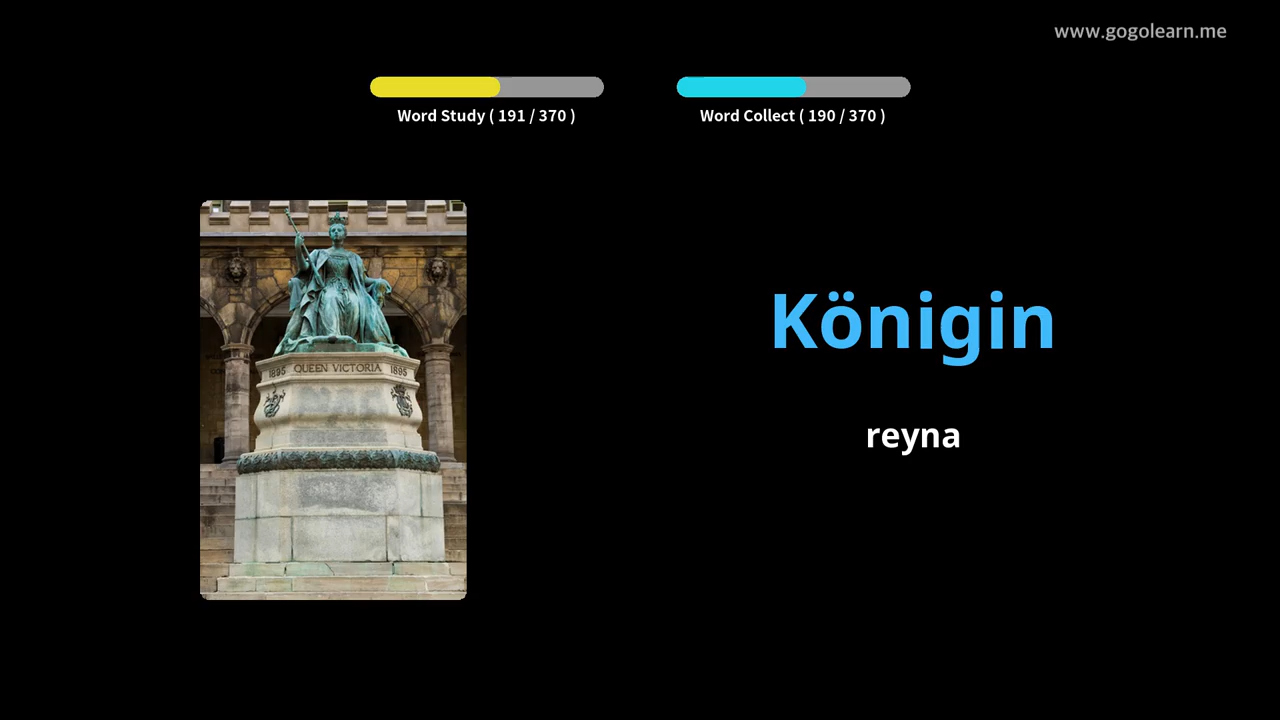 www.gogolearn.me
Word Study ( 191 / 370 )
Word Collect ( 190 / 370 )
1895 QUEEN VICTORIA 1895
Königin
reyna